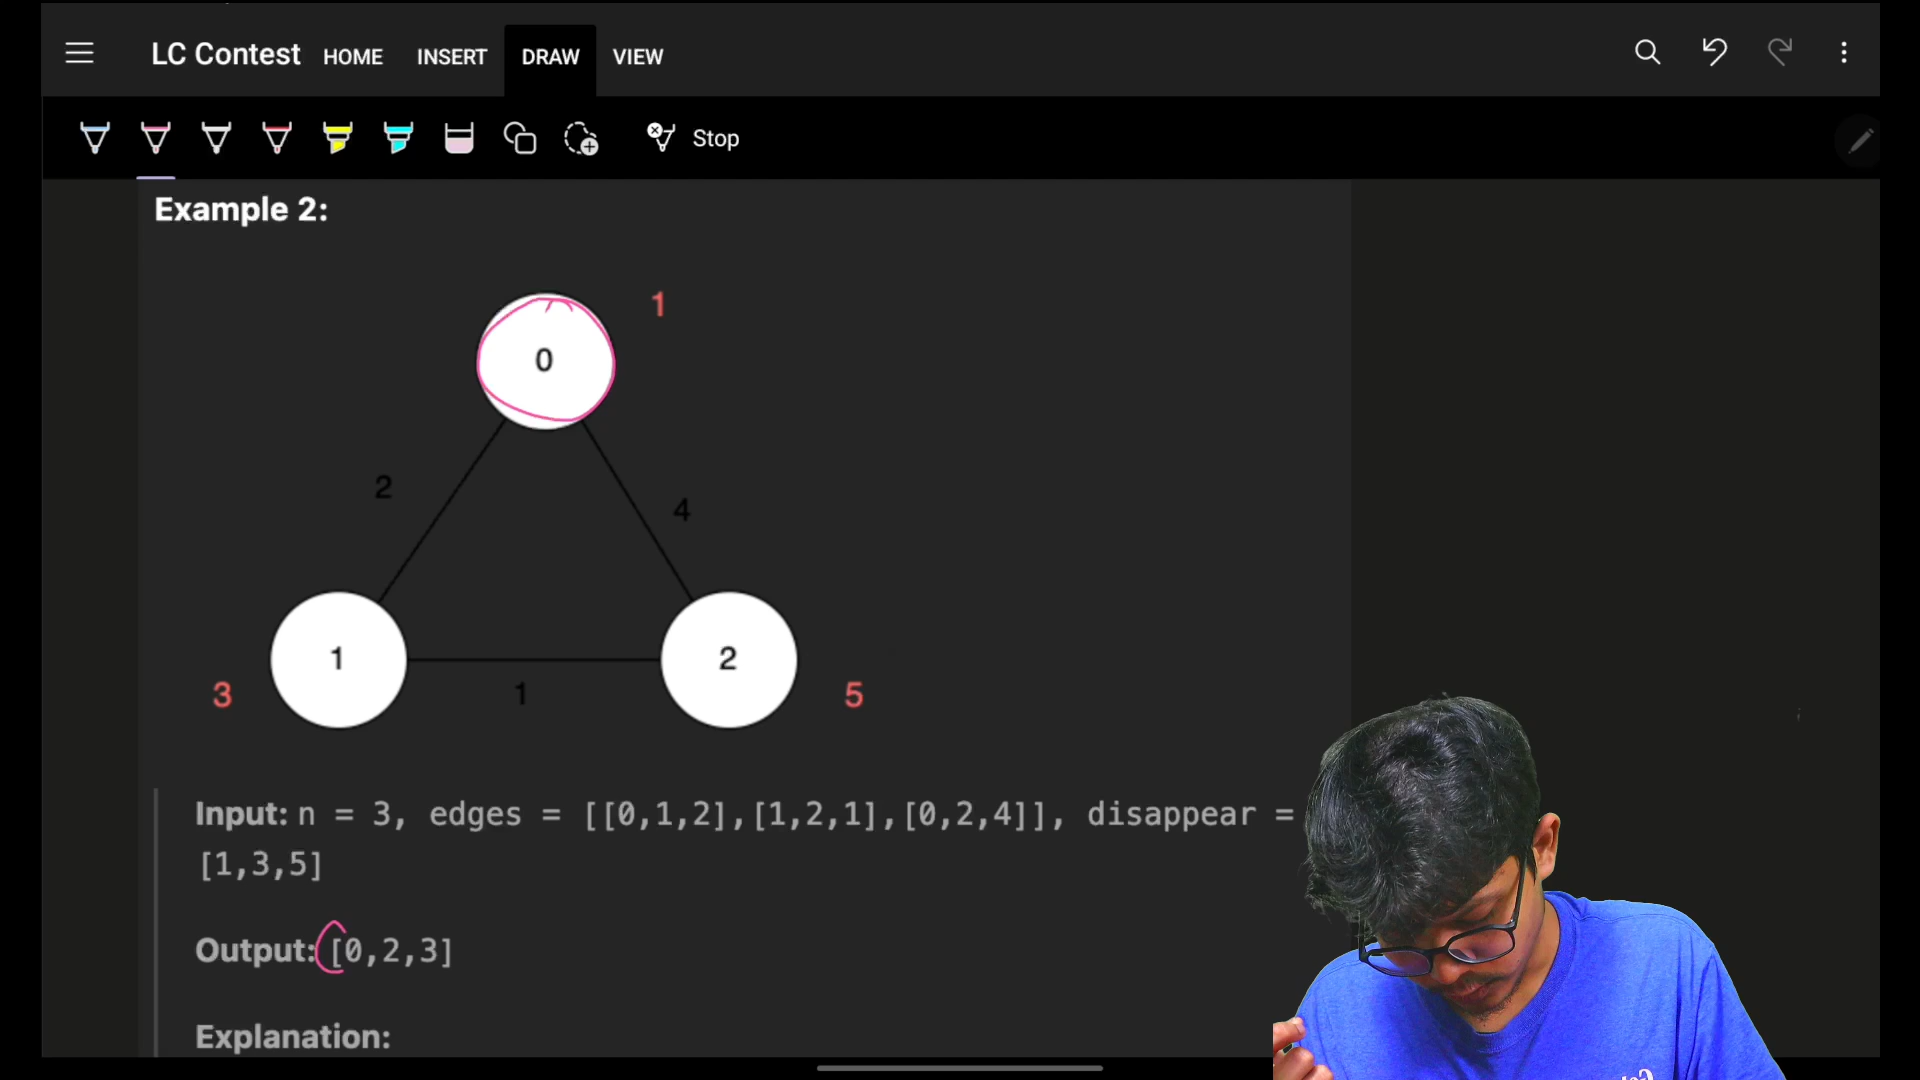 LC Contest HOME INSERT DRAW VIEW
Stop
Example 2:
1
0
2
4
1
2
3
1
5
Input: n = 3, edges = [[0,1,2],[1,2,1],[0,2,4]], disappear =
[1,3,5]
Output: [0,2,3]
Explanation: